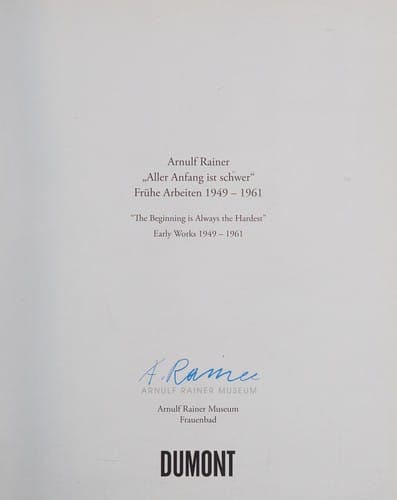 Arnulf Rainer
„Aller Anfang ist schwer“
Frühe Arbeiten 1949 – 1961
“The Beginning is Always the Hardest”
Early Works 1949 – 1961
A. Rainer
ARNULF RAINER MUSEUM
Arnulf Rainer Museum
Frauenbad
DUMONT